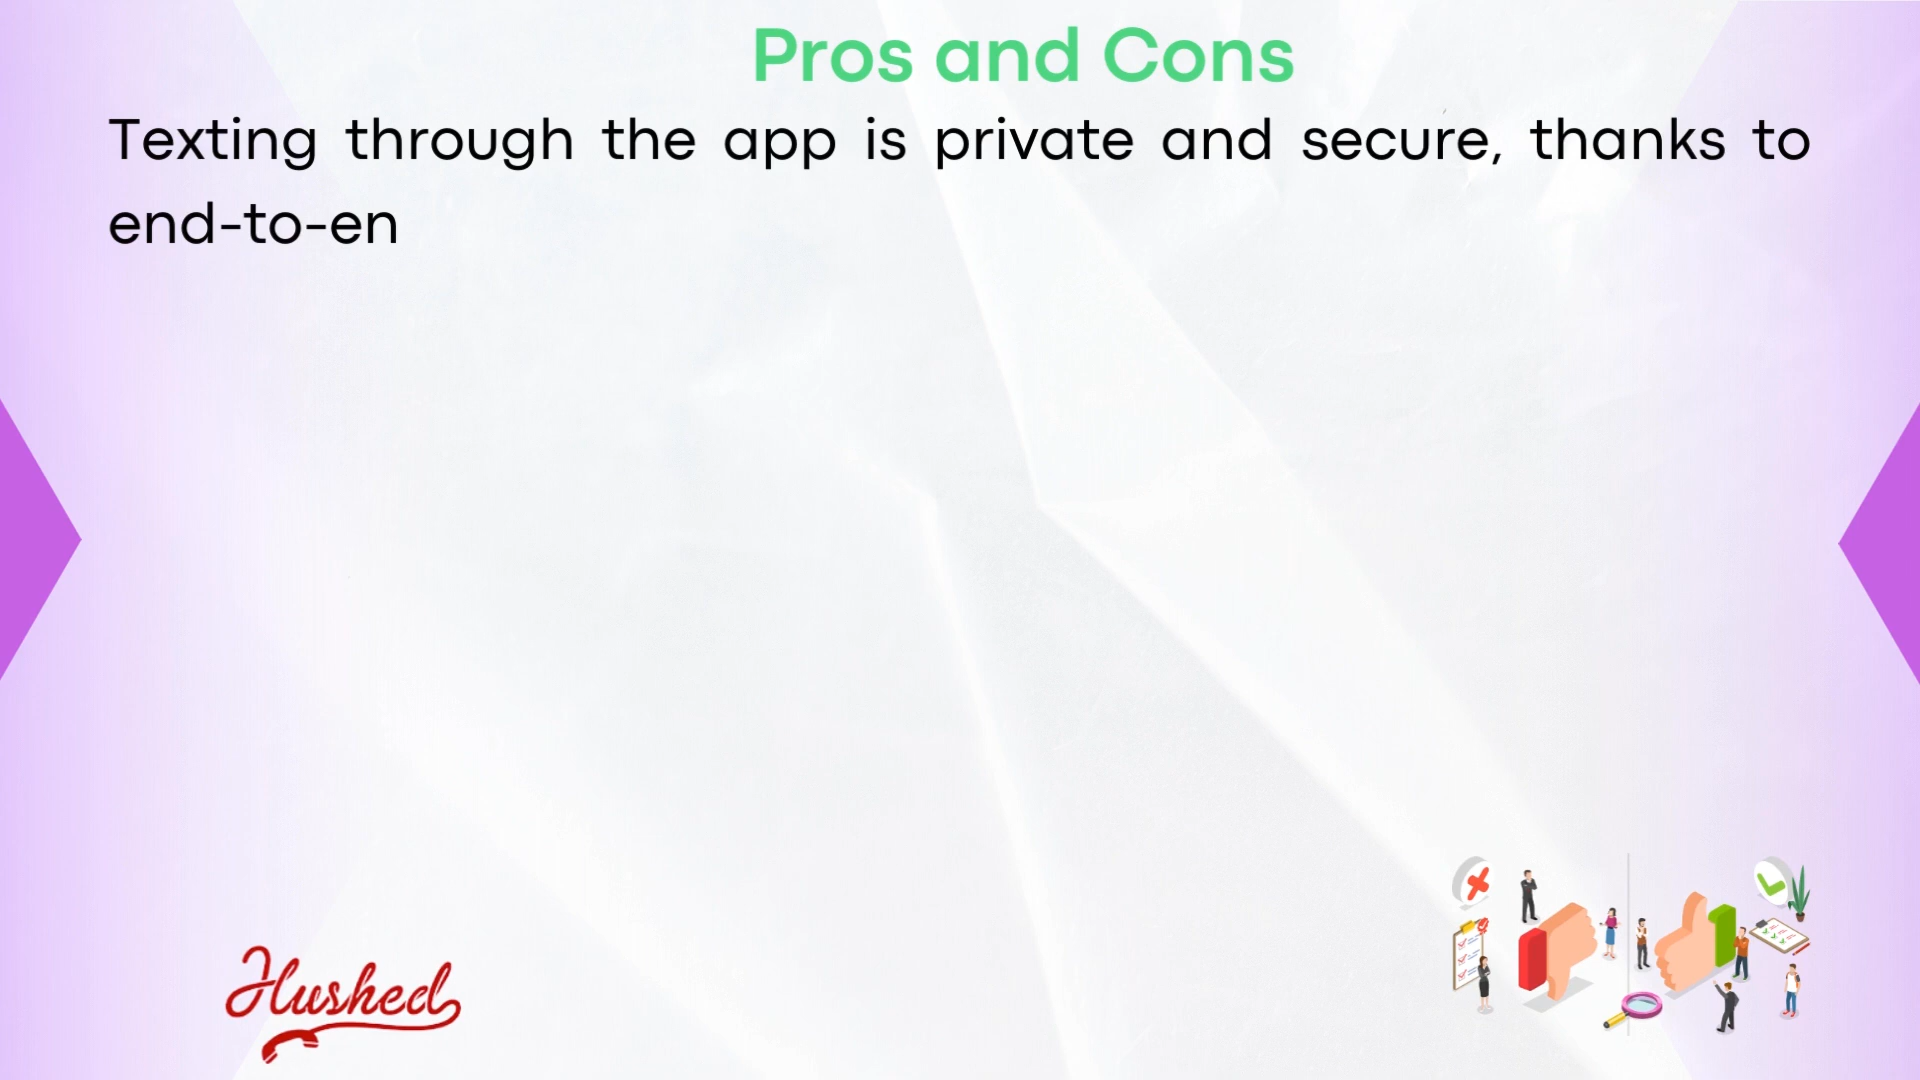 Pros and Cons
Texting through the app is private and secure, thanks to
end-to-en
Hushed